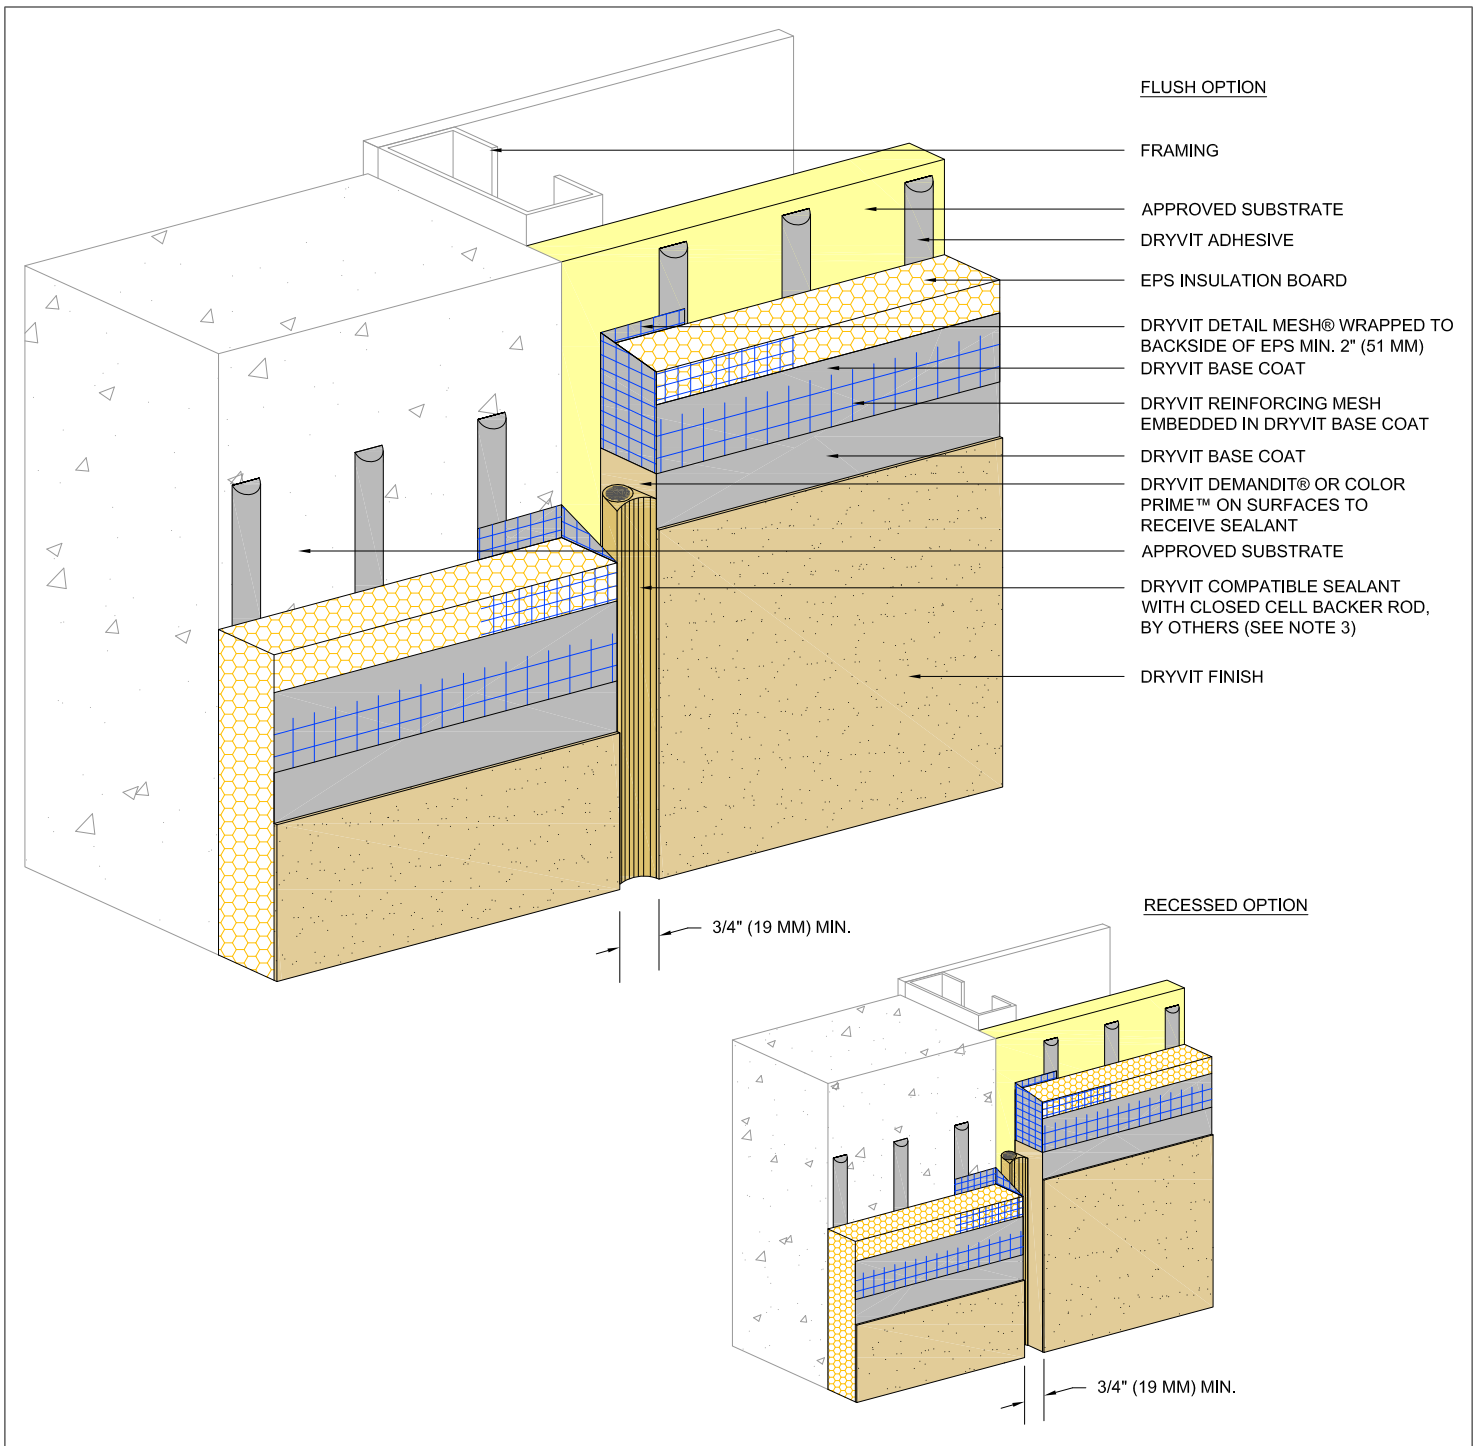 FLUSH OPTION
FRAMING
APPROVED SUBSTRATE
DRYVIT ADHESIVE
EPS INSULATION BOARD
DRYVIT DETAIL MESH® WRAPPED TO
BACKSIDE OF EPS MIN. 2" (51 MM)
DRYVIT BASE COAT
DRYVIT REINFORCING MESH
EMBEDDED IN DRYVIT BASE COAT
DRYVIT BASE COAT
DRYVIT DEMANDIT® OR COLOR
PRIME™ ON SURFACES TO
RECEIVE SEALANT
APPROVED SUBSTRATE
DRYVIT COMPATIBLE SEALANT
WITH CLOSED CELL BACKER ROD,
BY OTHERS (SEE NOTE 3)
DRYVIT FINISH
3/4" (19 MM) MIN.
RECESSED OPTION
3/4" (19 MM) MIN.